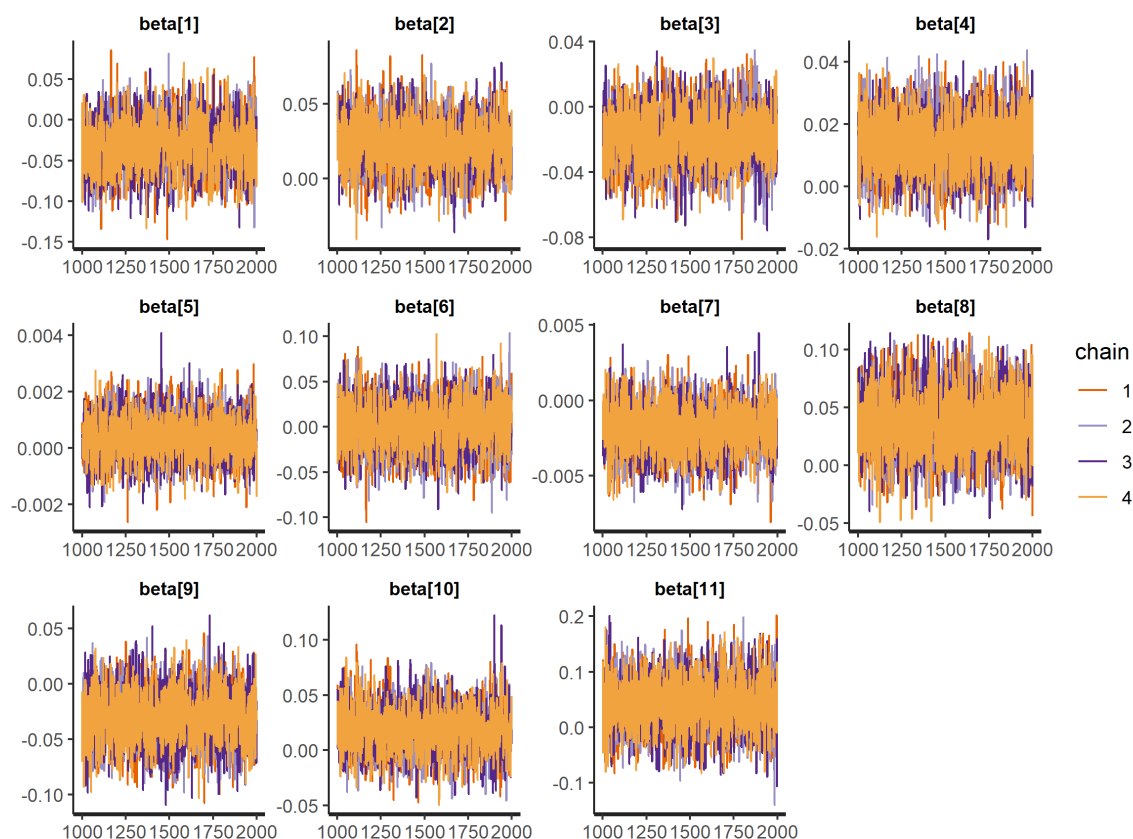 beta[1] beta[2] beta[3] beta[4]
0.05 0.00 -0.05 -0.10 -0.15
0.05 0.00
0.04 0.00 -0.04 -0.08
0.04 0.02 0.00 -0.02
1000 1250 1500 1750 2000 1000 1250 1500 1750 2000 1000 1250 1500 1750 2000 1000 1250 1500 1750 2000
beta[5] beta[6] beta[7] beta[8]
0.004 0.002 0.000 -0.002
0.10 0.05 0.00 -0.05 -0.10
0.005 0.000 -0.005
0.10 0.05 0.00 -0.05
1000 1250 1500 1750 2000 1000 1250 1500 1750 2000 1000 1250 1500 1750 2000 1000 1250 1500 1750 2000
chain
1
2
3
4
beta[9] beta[10] beta[11]
0.05 0.00 -0.05 -0.10
0.10 0.05 0.00 -0.05
0.2 0.1 0.0 -0.1
1000 1250 1500 1750 2000 1000 1250 1500 1750 2000 1000 1250 1500 1750 2000